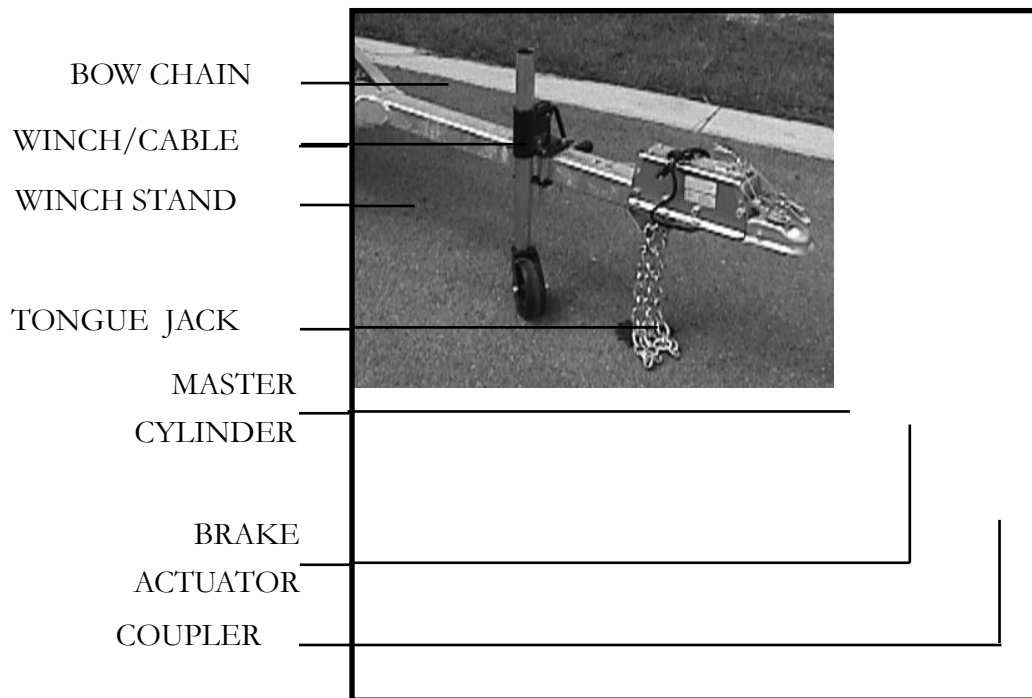 BOW CHAIN
WINCH/CABLE
WINCH STAND
TONGUE JACK
MASTER
CYLINDER
BRAKE
ACTUATOR
COUPLER